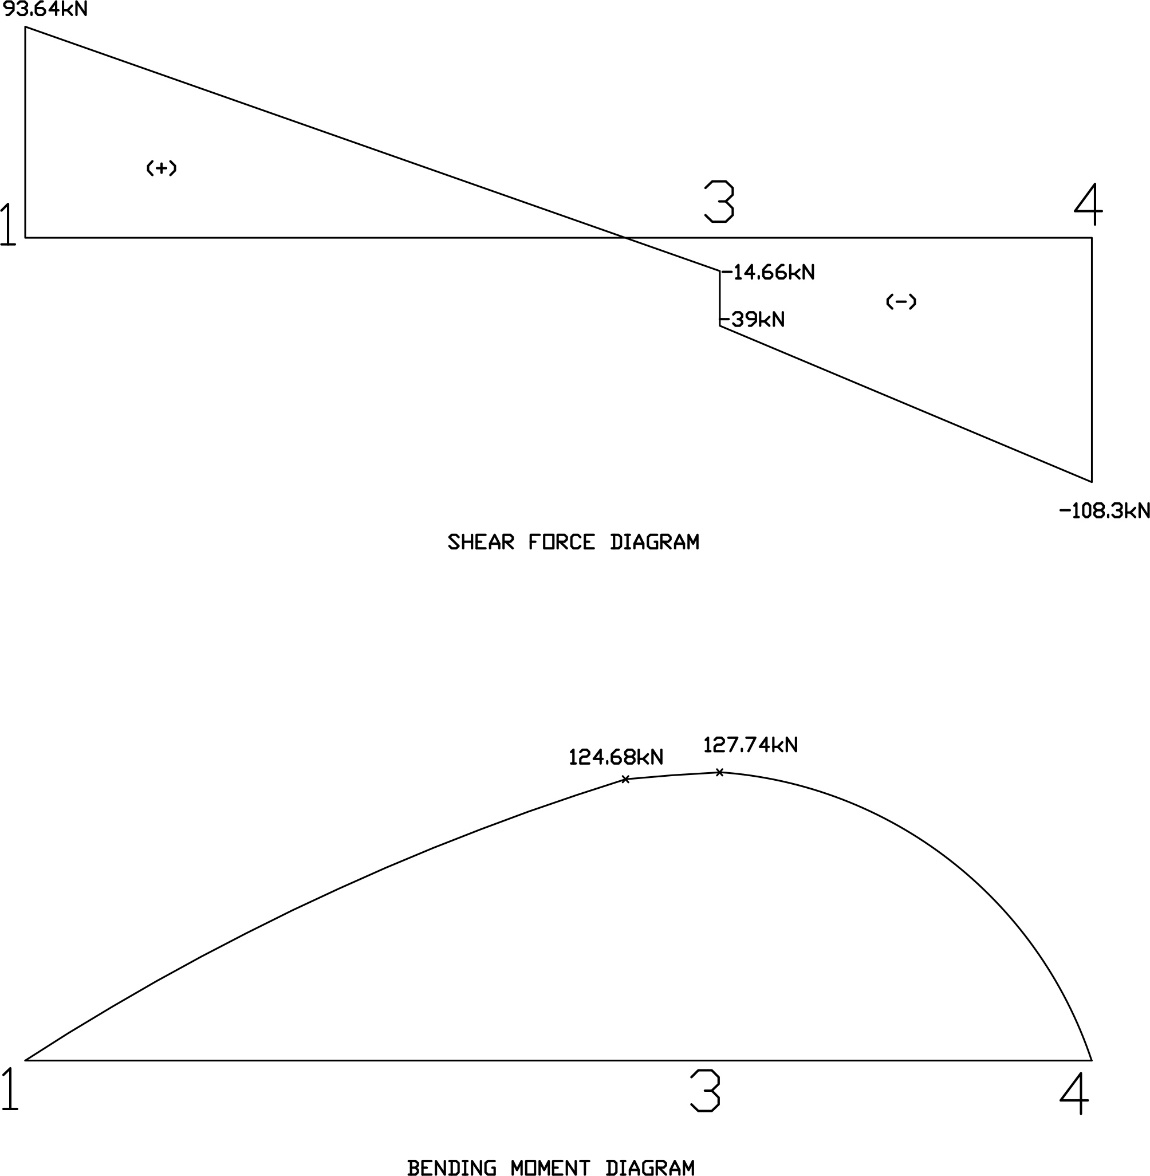 93.64kN
(+)
1
3
4
-14.66kN
(-)
-39kN
-108.3kN
SHEAR FORCE DIAGRAM
124.68kN
127.74kN
1
3
4
BENDING MOMENT DIAGRAM